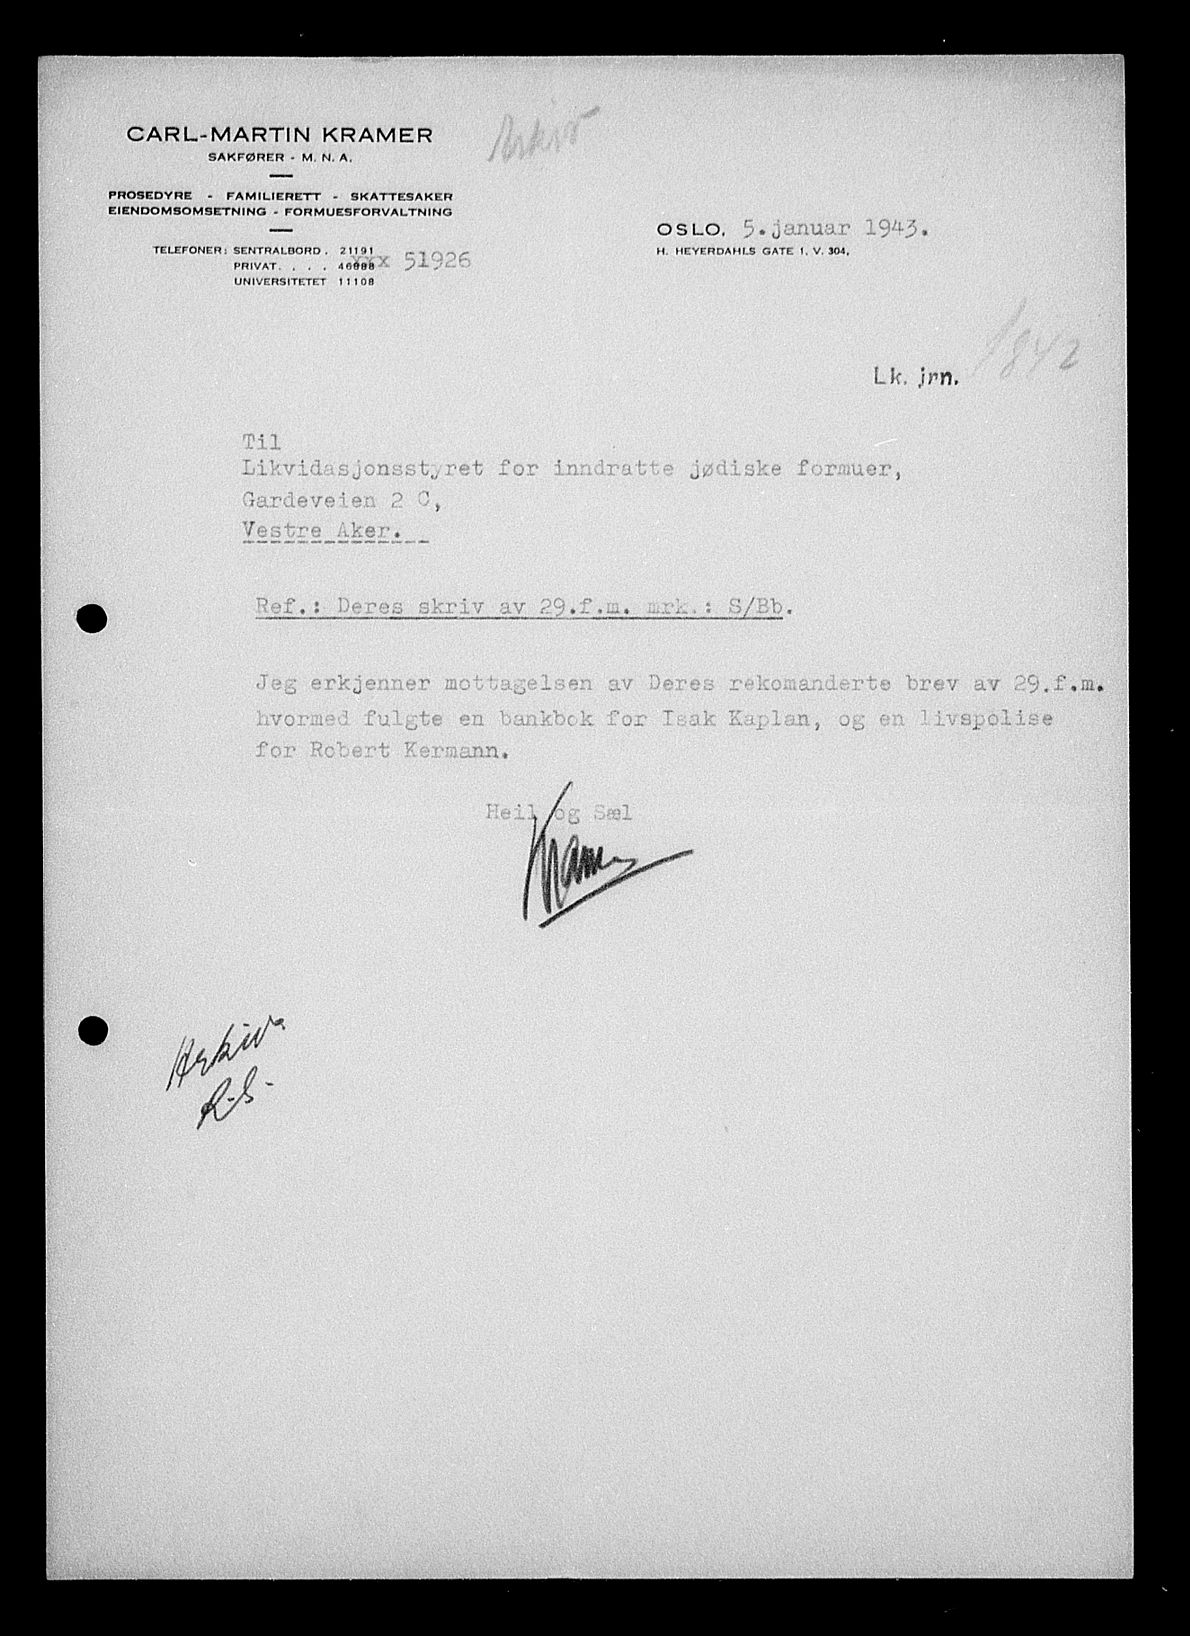 Arkiv
CARL-MARTIN KRAMER
SAKFØRER - M. N. A.
PROSEDYRE - FAMILIERETT - SKATTESAKER
EIENDOMSOMSETNING - FORMUESFORVALTNING
TELEFONER: SENTRALBORD. 21191
PRIVAT. . . . xxx 51926
UNIVERSITETET 11108
OSLO, 5.januar 1943.
H. HEYERDAHLS GATE 1, V. 304,
Lk. jrn. 1842
Til
Likvidasjonsstyret for inndratte jødiske formuer,
Gardeveien 2 C,
Vestre Aker.
Ref.: Deres skriv av 29.f.m. mrk.: S/Bb.
Jeg erkjenner mottagelsen av Deres rekomanderte brev av 29.f.m.
hvormed fulgte en bankbok for Isak Kaplan, og en livspolise
for Robert Kermann.
Heil og Sæl
Kramer
Arkiv
R.S.